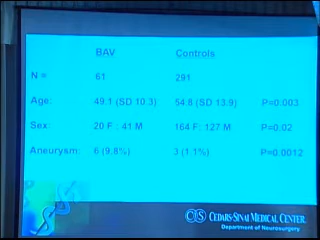 BAV Controls
N = 61 291
Age: 49.1 (SD 10.3) 54.8 (SD 13.9) P=0.003
Sex: 20 F : 41 M 164 F: 127 M P=0.02
Aneurysm: 6 (9.8%) 3 (1.1%) P=0.0012
CS CEDARS-SINAI MEDICAL CENTER
Department of Neurosurgery